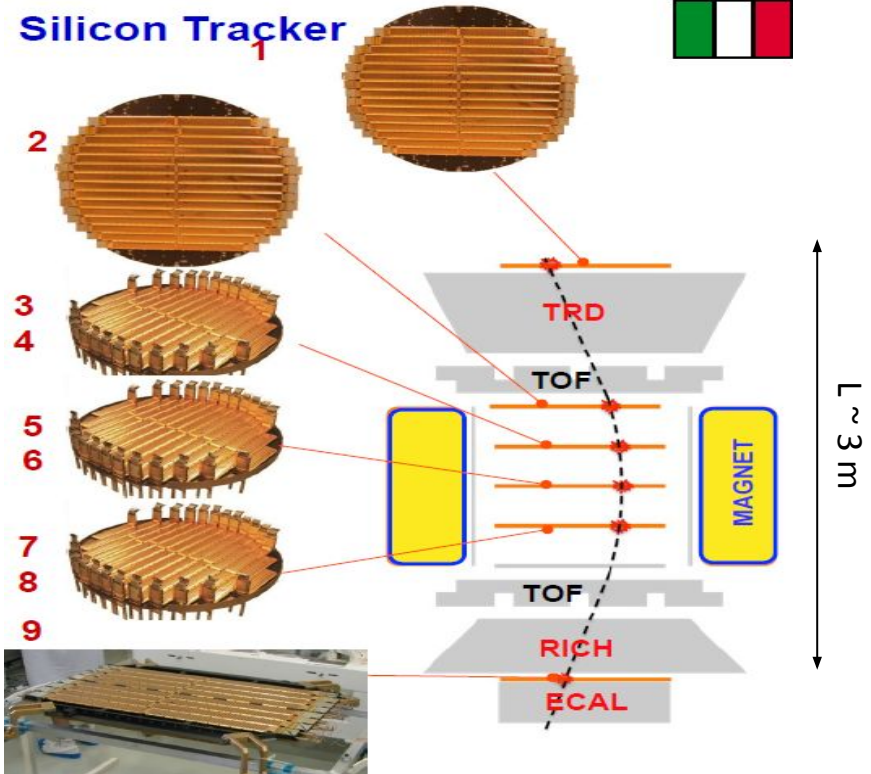 Silicon Tracker
1
2
3
4
5
6
7
8
9
TRD
TOF
MAGNET
L ~ 3 m
TOF
RICH
ECAL